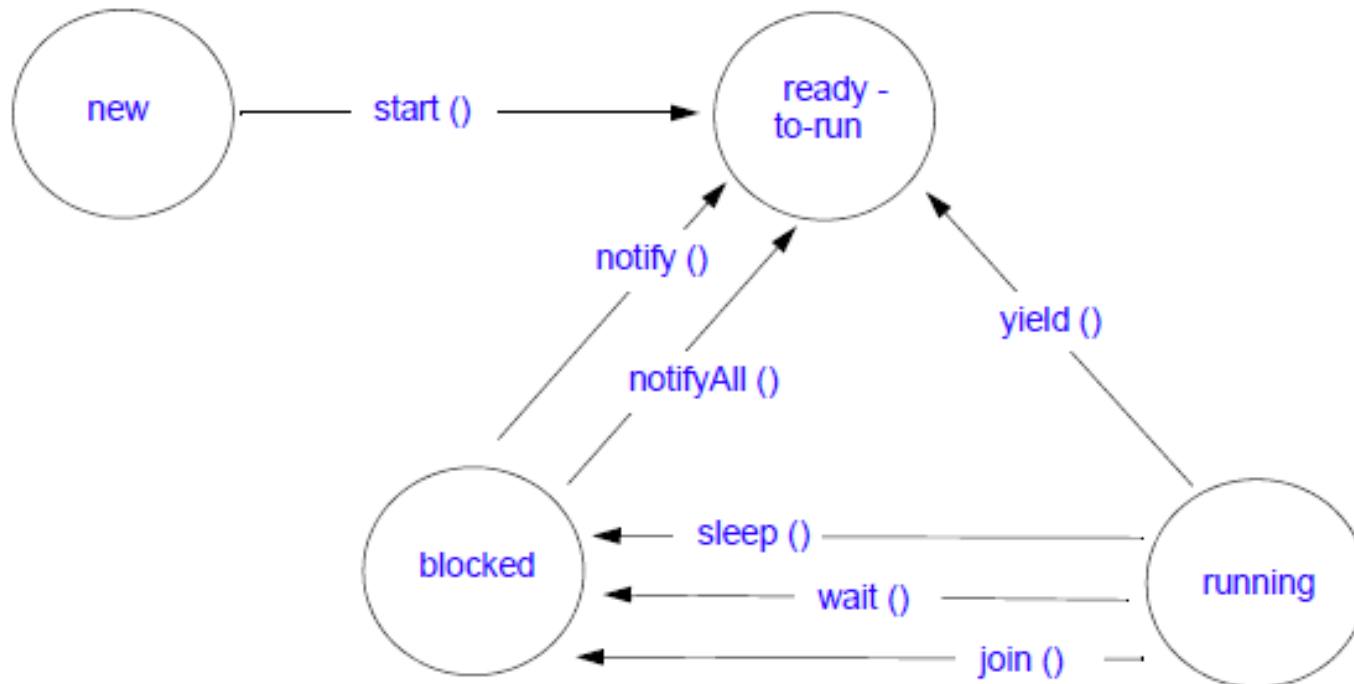 new
start ()
ready -
to-run
notify ()
yield ()
notifyAll ()
sleep ()
blocked
wait ()
running
join ()